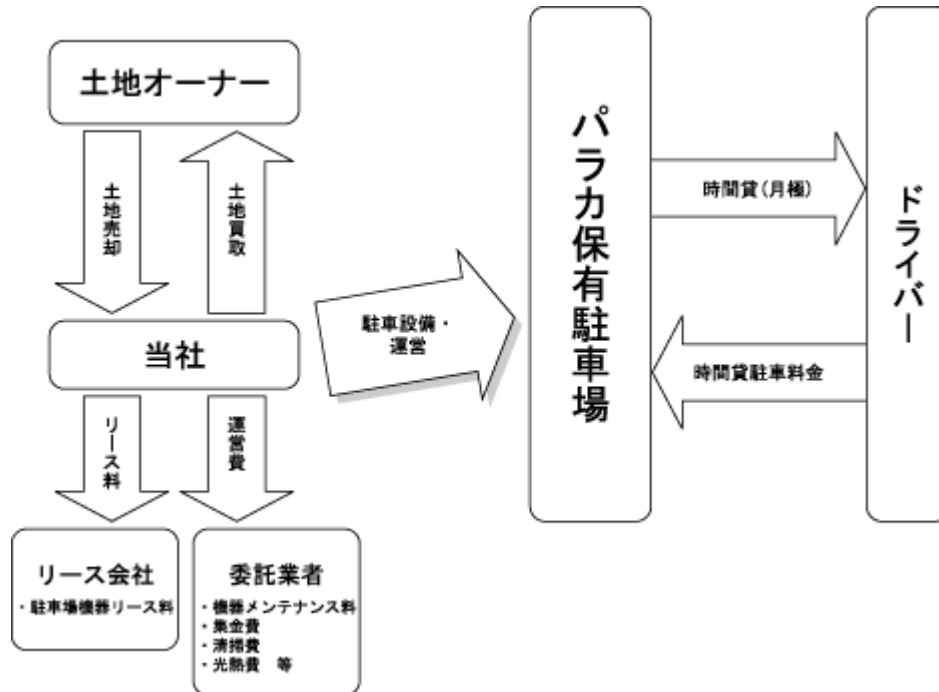 土地オーナー
土地売却
土地買取
当社
駐車設備・
運営
リース料
運営費
リース会社
・駐車場機器リース料
委託業者
・機器メンテナンス料
・集金費
・清掃費
・光熱費　等
パラカ保有駐車場
時間貸(月極)
時間貸駐車料金
ドライバー